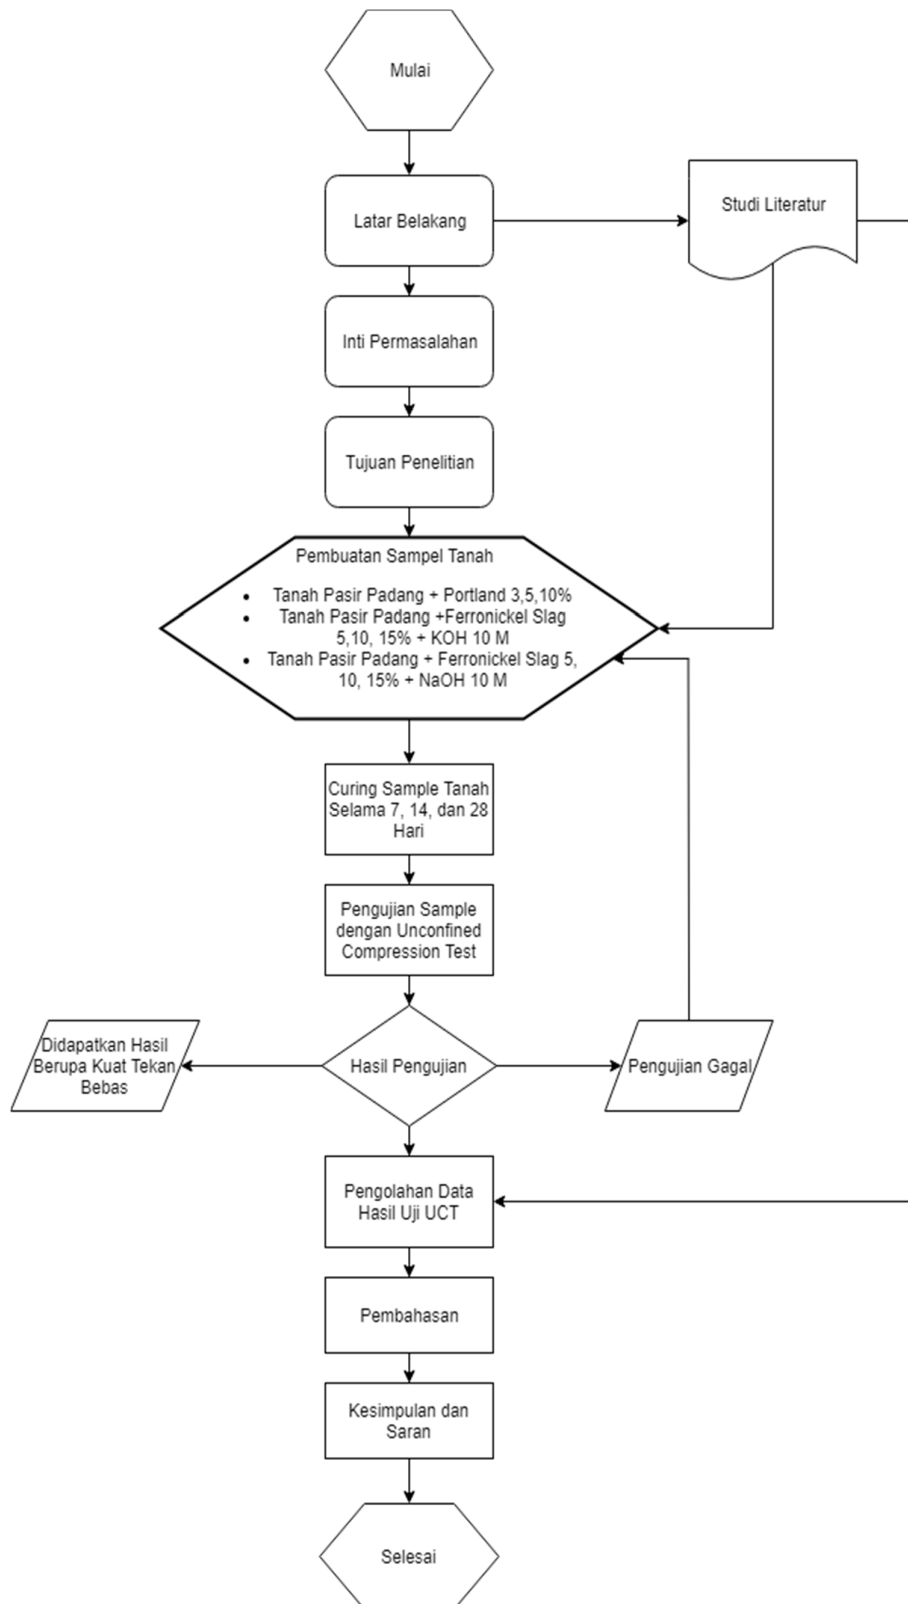 Mulai
Latar Belakang
Studi Literatur
Inti Permasalahan
Tujuan Penelitian
Pembuatan Sampel Tanah
• Tanah Pasir Padang + Portland 3,5,10%
• Tanah Pasir Padang +Ferronickel Slag
5,10, 15% + KOH 10 M
• Tanah Pasir Padang + Ferronickel Slag 5,
10, 15% + NaOH 10 M
Curing Sample Tanah
Selama 7, 14, dan 28
Hari
Pengujian Sample
dengan Unconfined
Compression Test
Didapatkan Hasil
Berupa Kuat Tekan
Bebas
Hasil Pengujian
Pengujian Gagal
Pengolahan Data
Hasil Uji UCT
Pembahasan
Kesimpulan dan
Saran
Selesai